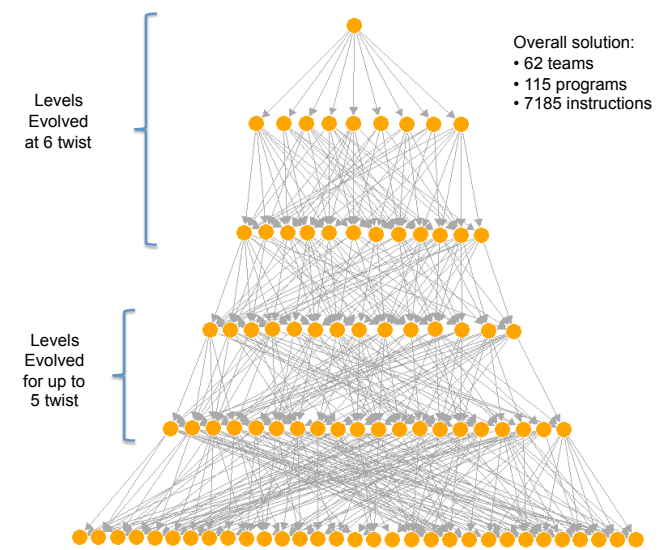 Overall solution:
• 62 teams
• 115 programs
• 7185 instructions
Levels
Evolved
at 6 twist
Levels
Evolved
for up to
5 twist